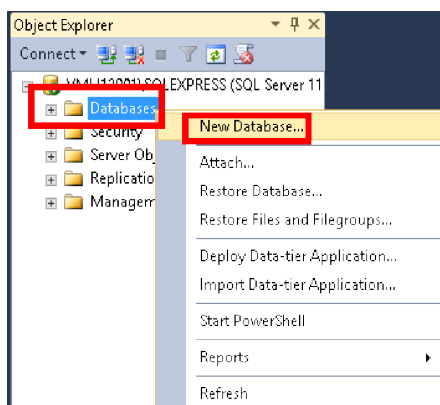 Object Explorer
Connect
SQLEXPRESS (SQL Server 11
Databases
Security
Server Obj
Replicatio
Managem
New Database...
Attach...
Restore Database...
Restore Files and Filegroups...
Deploy Data-tier Application...
Import Data-tier Application...
Start PowerShell
Reports
Refresh